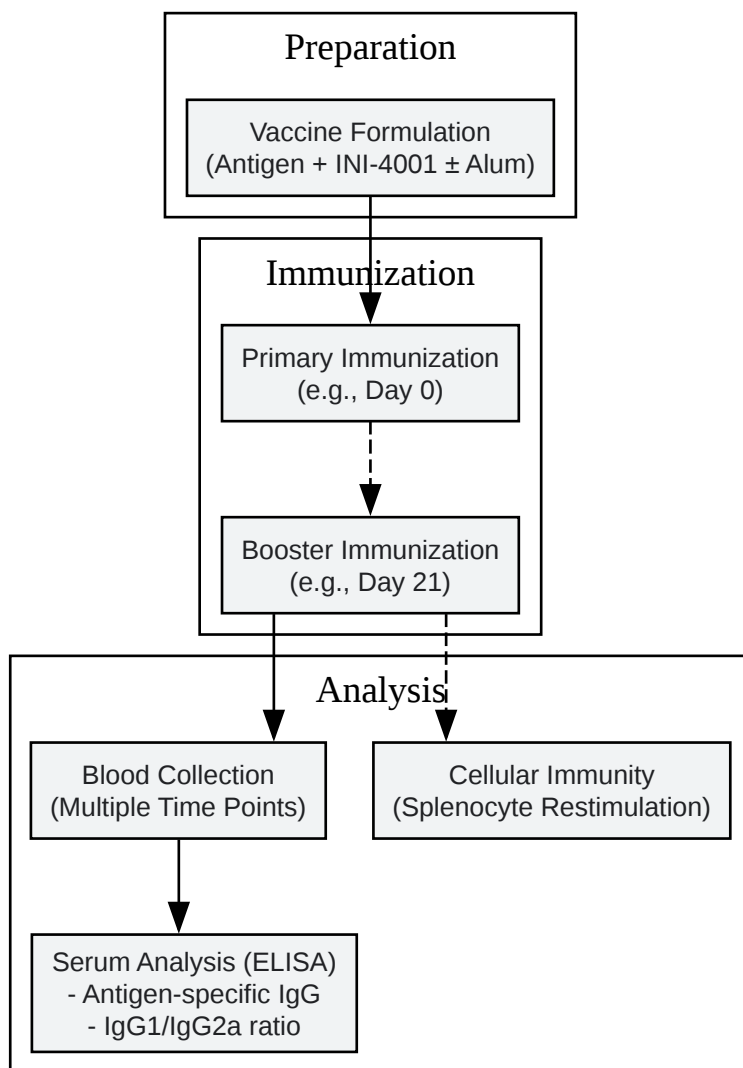 Preparation
Vaccine Formulation
(Antigen + INI-4001 ± Alum)
Immunization
Primary Immunization
(e.g., Day 0)
Booster Immunization
(e.g., Day 21)
Analysis
Blood Collection
(Multiple Time Points)
Cellular Immunity
(Splenocyte Restimulation)
Serum Analysis (ELISA)
- Antigen-specific IgG
- IgG1/IgG2a ratio